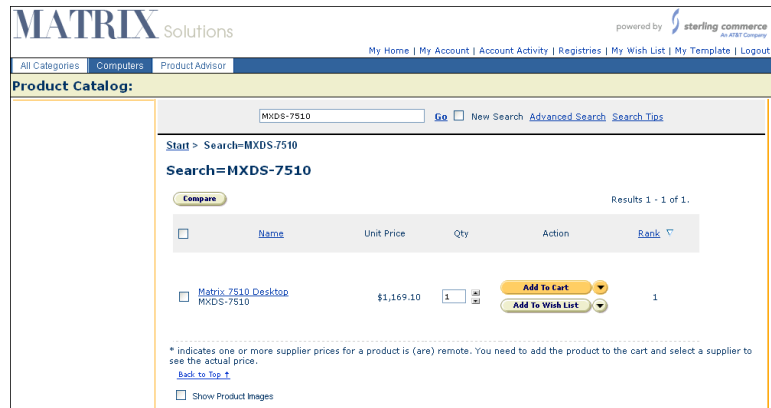 MATRIX Solutions
powered by sterling commerce
An AT&T Company
My Home | My Account | Account Activity | Registries | My Wish List | My Template | Logout
All Categories Computers Product Advisor
Product Catalog:
MXDS-7510 Go New Search Advanced Search Search Tips
Start > Search=MXDS-7510
Search=MXDS-7510
Compare Results 1 - 1 of 1.
Name Unit Price Qty Action Rank
Matrix 7510 Desktop
MXDS-7510
$1,169.10 1 Add To Cart 1
Add To Wish List
* indicates one or more supplier prices for a product is (are) remote. You need to add the product to the cart and select a supplier to
see the actual price.
Back to Top ↑
Show Product Images